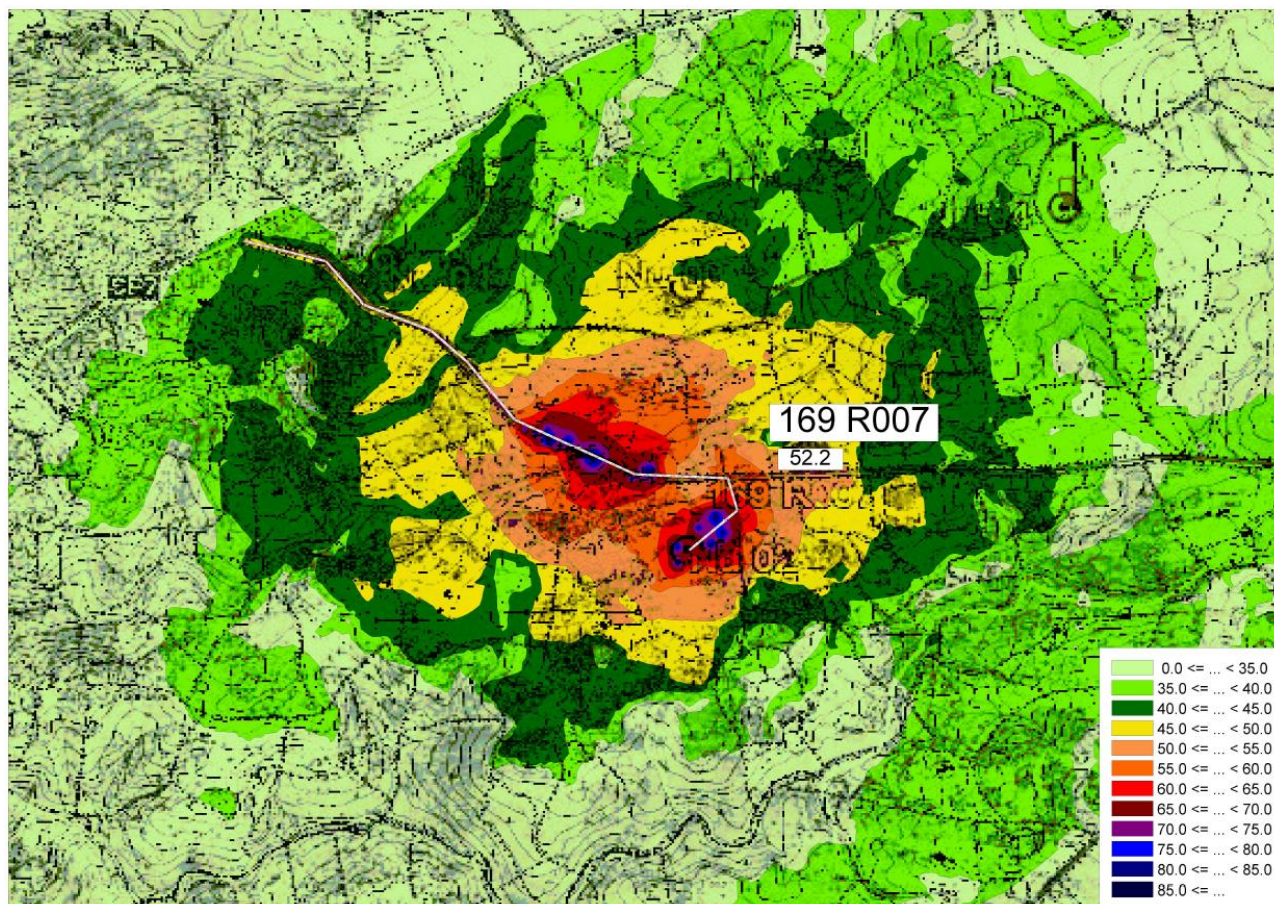 169 R007
52.2
0.0 <= ... < 35.0
35.0 <= ... < 40.0
40.0 <= ... < 45.0
45.0 <= ... < 50.0
50.0 <= ... < 55.0
55.0 <= ... < 60.0
60.0 <= ... < 65.0
65.0 <= ... < 70.0
70.0 <= ... < 75.0
75.0 <= ... < 80.0
80.0 <= ... < 85.0
85.0 <= ...